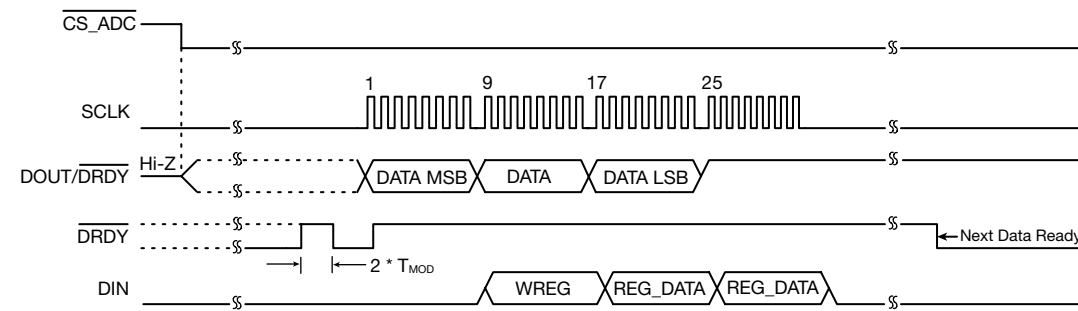 CS_ADC
1 9 17 25
SCLK
Hi-Z
DOUT/DRDY
DATA MSB DATA DATA LSB
DRDY
Next Data Ready
2 * TMOD
DIN
WREG REG_DATA REG_DATA